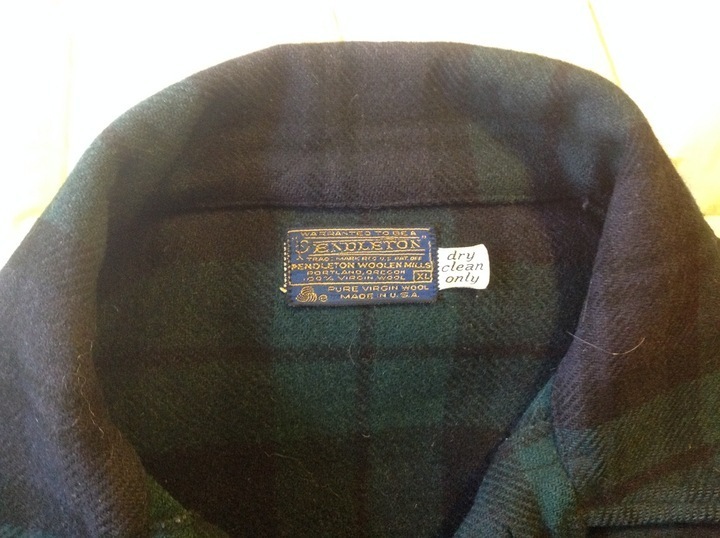 WARRANTED TO BE A
"PENDLETON"
TRADE MARK REG. U.S. PAT. OFF.
PENDLETON WOOLEN MILLS
PORTLAND, OREGON
100% VIRGIN WOOL
XL
PURE VIRGIN WOOL
MADE IN U.S.A.
dry
clean
only